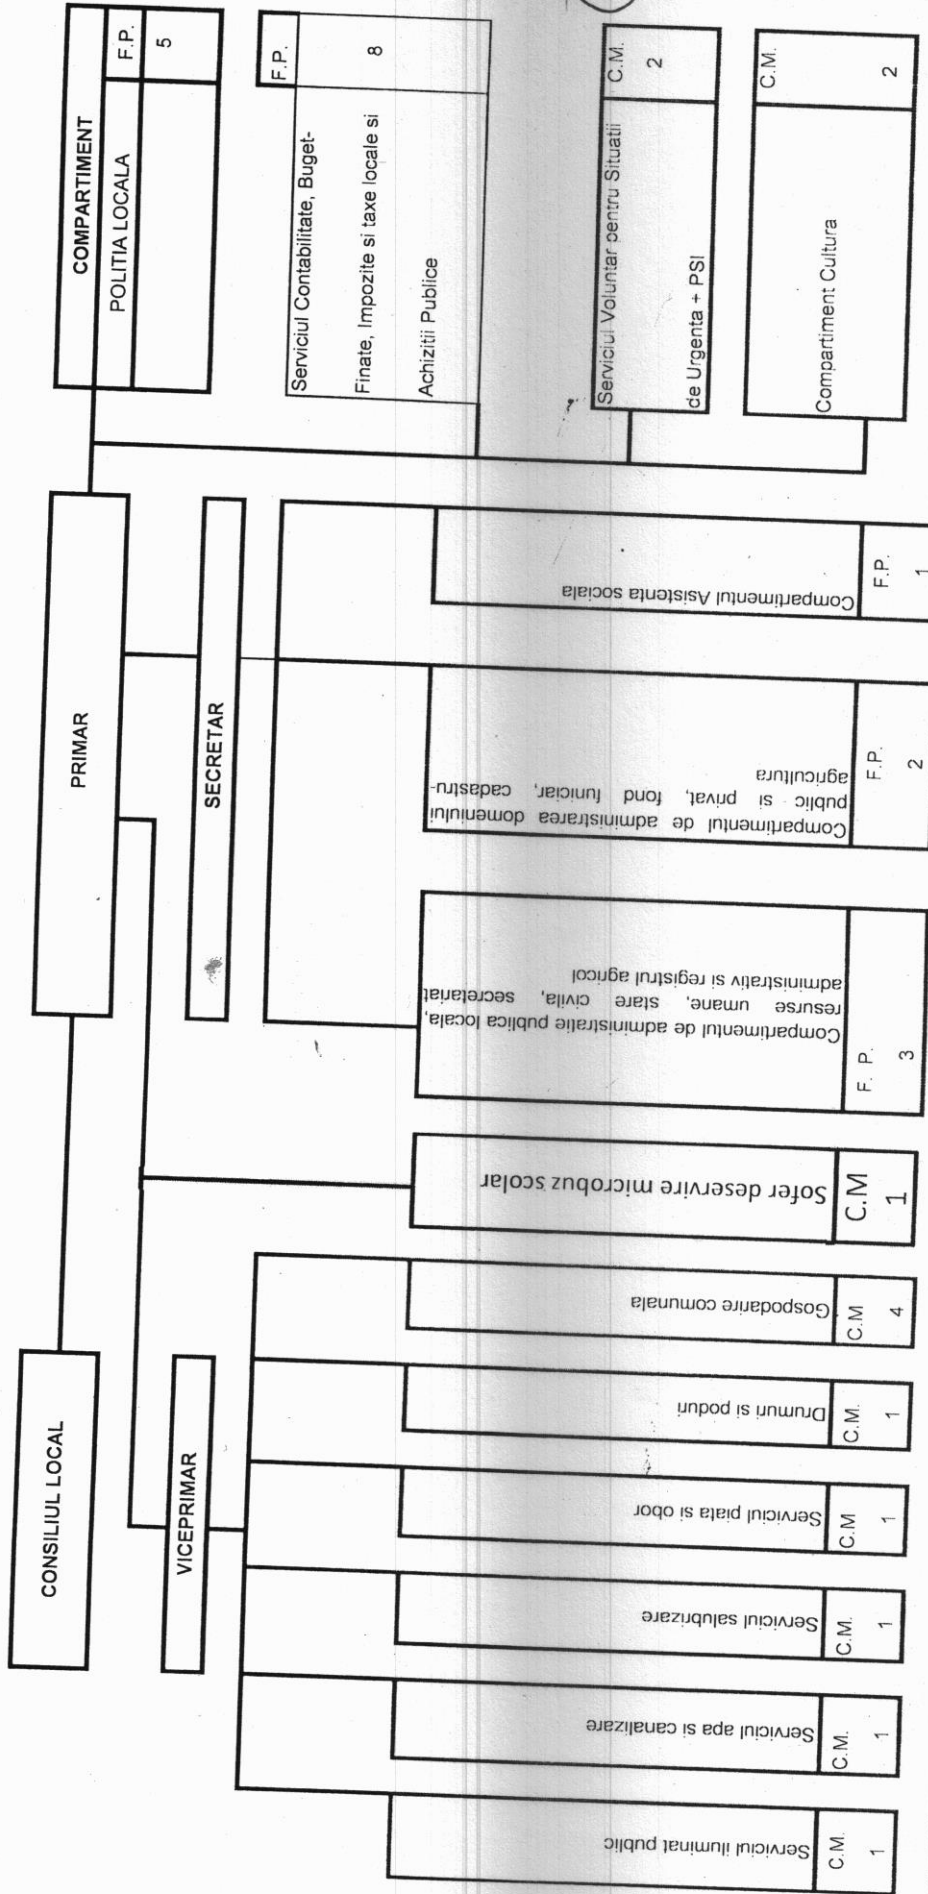 CONSILIUL LOCAL
PRIMAR
COMPARTIMENT
POLITIA LOCALA
F.P.
5
VICEPRIMAR
SECRETAR
F.P.
Serviciul Contabilitate, Buget-
Finate, Impozite si taxe locale si
Achizitii Publice
8
Serviciul Voluntar pentru Situatii
de Urgenta + PSI
C.M.
2
Compartiment Cultura
C.M.
2
Serviciul iluminat public
C.M.
1
Serviciul apa si canalizare
C.M.
1
Serviciul salubrizare
C.M.
1
Serviciul piata si obor
C.M
1
Drumuri si poduri
C.M.
1
Gospodarire comunala
C.M
4
Sofer deservire microbuz scolar
C.M
1
Compartimentul de administratie publica locala,
resurse umane, stare civila, secretariat
administrativ si registrul agricol
F. P.
3
Compartimentul de administrarea domeniului
public si privat, fond funiciar, cadastru-
agricultura
F.P.
2
Compartimentul Asistenta sociala
F.P.
1